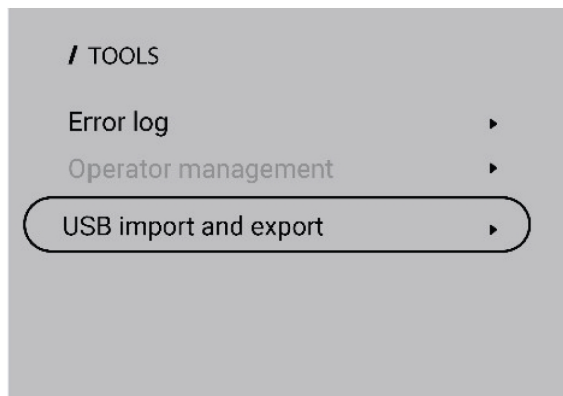 / TOOLS
Error log
Operator management
USB import and export